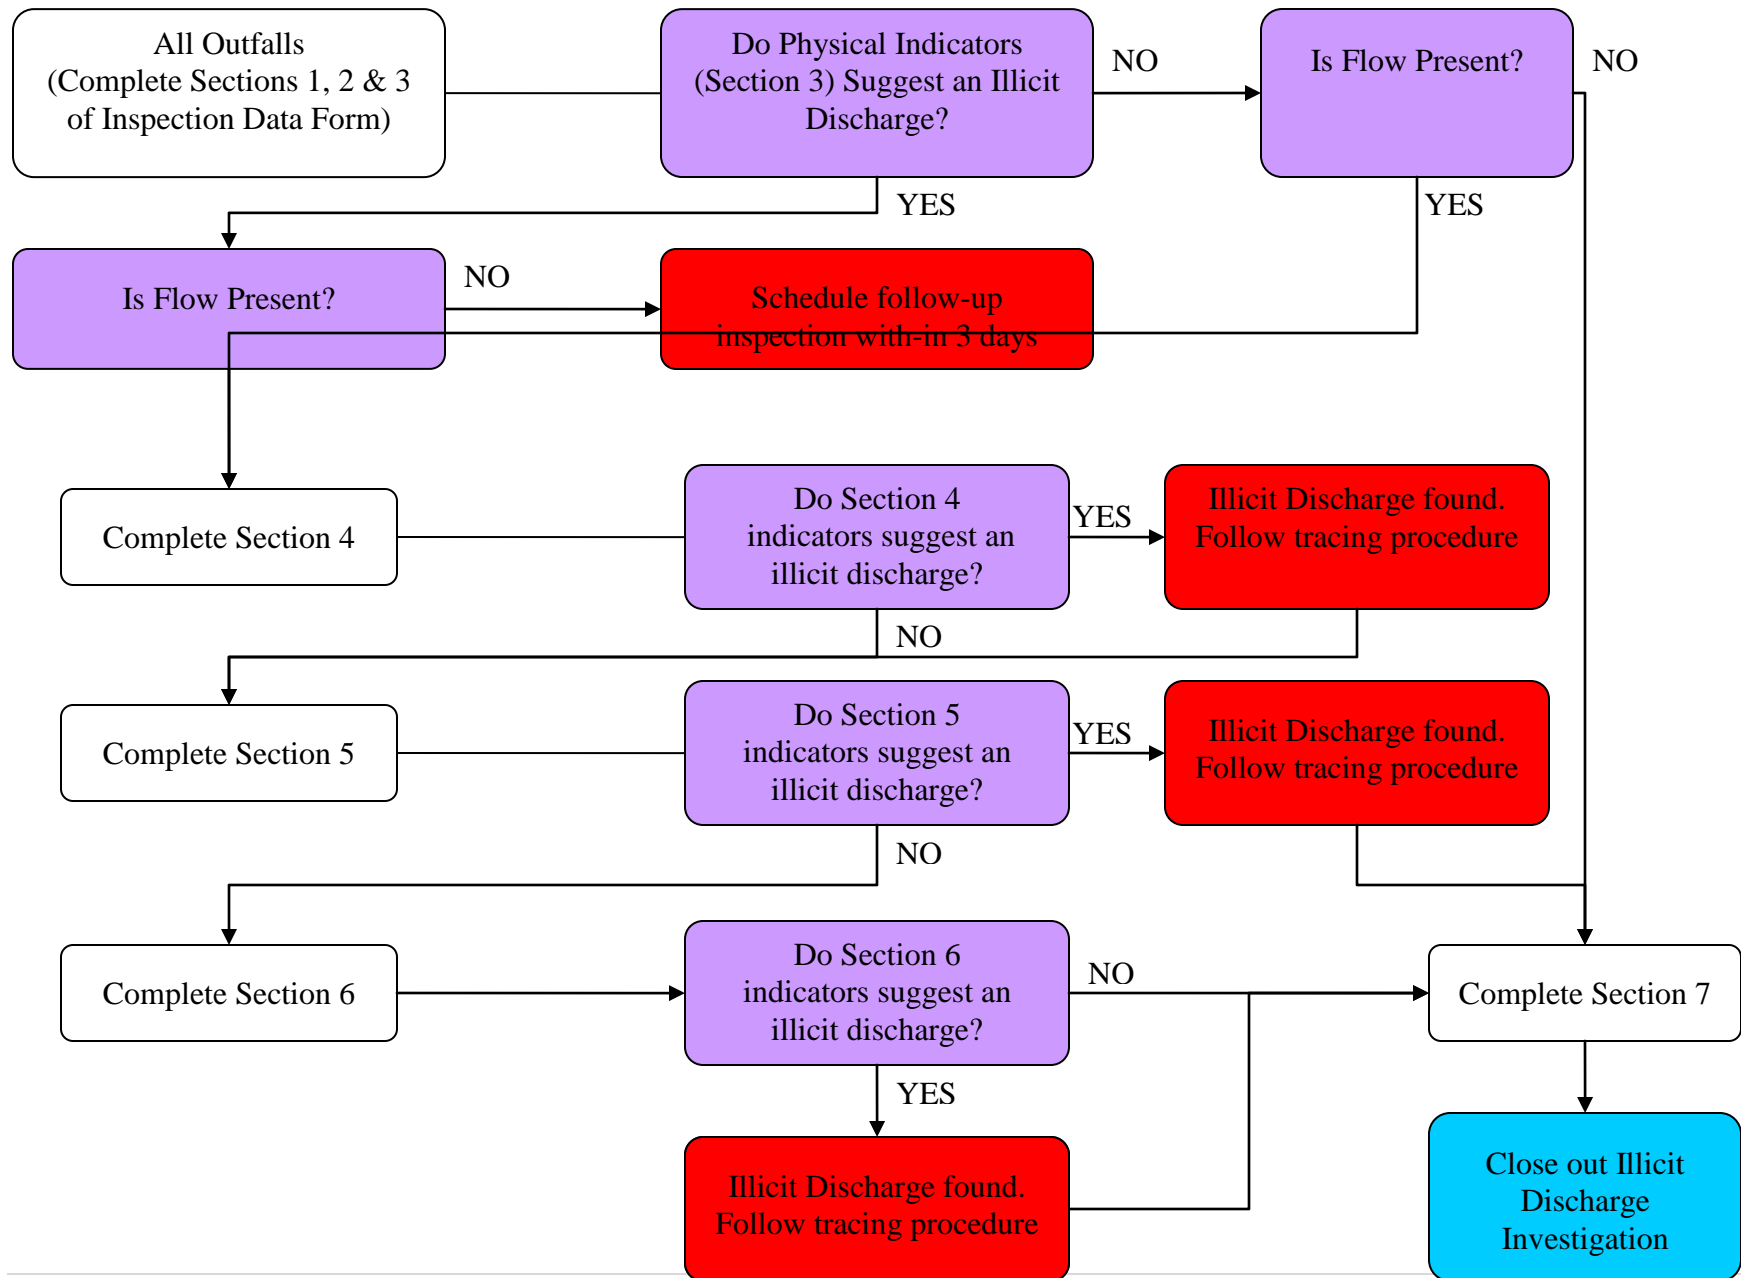 All Outfalls
(Complete Sections 1, 2 & 3
of Inspection Data Form)
Do Physical Indicators
(Section 3) Suggest an Illicit
Discharge?
NO
Is Flow Present?
NO
YES
YES
Is Flow Present?
NO
Schedule follow-up
inspection with-in 3 days
Complete Section 4
Do Section 4
indicators suggest an
illicit discharge?
YES
Illicit Discharge found.
Follow tracing procedure
NO
Complete Section 5
Do Section 5
indicators suggest an
illicit discharge?
YES
Illicit Discharge found.
Follow tracing procedure
NO
Complete Section 6
Do Section 6
indicators suggest an
illicit discharge?
NO
Complete Section 7
YES
Illicit Discharge found.
Follow tracing procedure
Close out Illicit
Discharge
Investigation